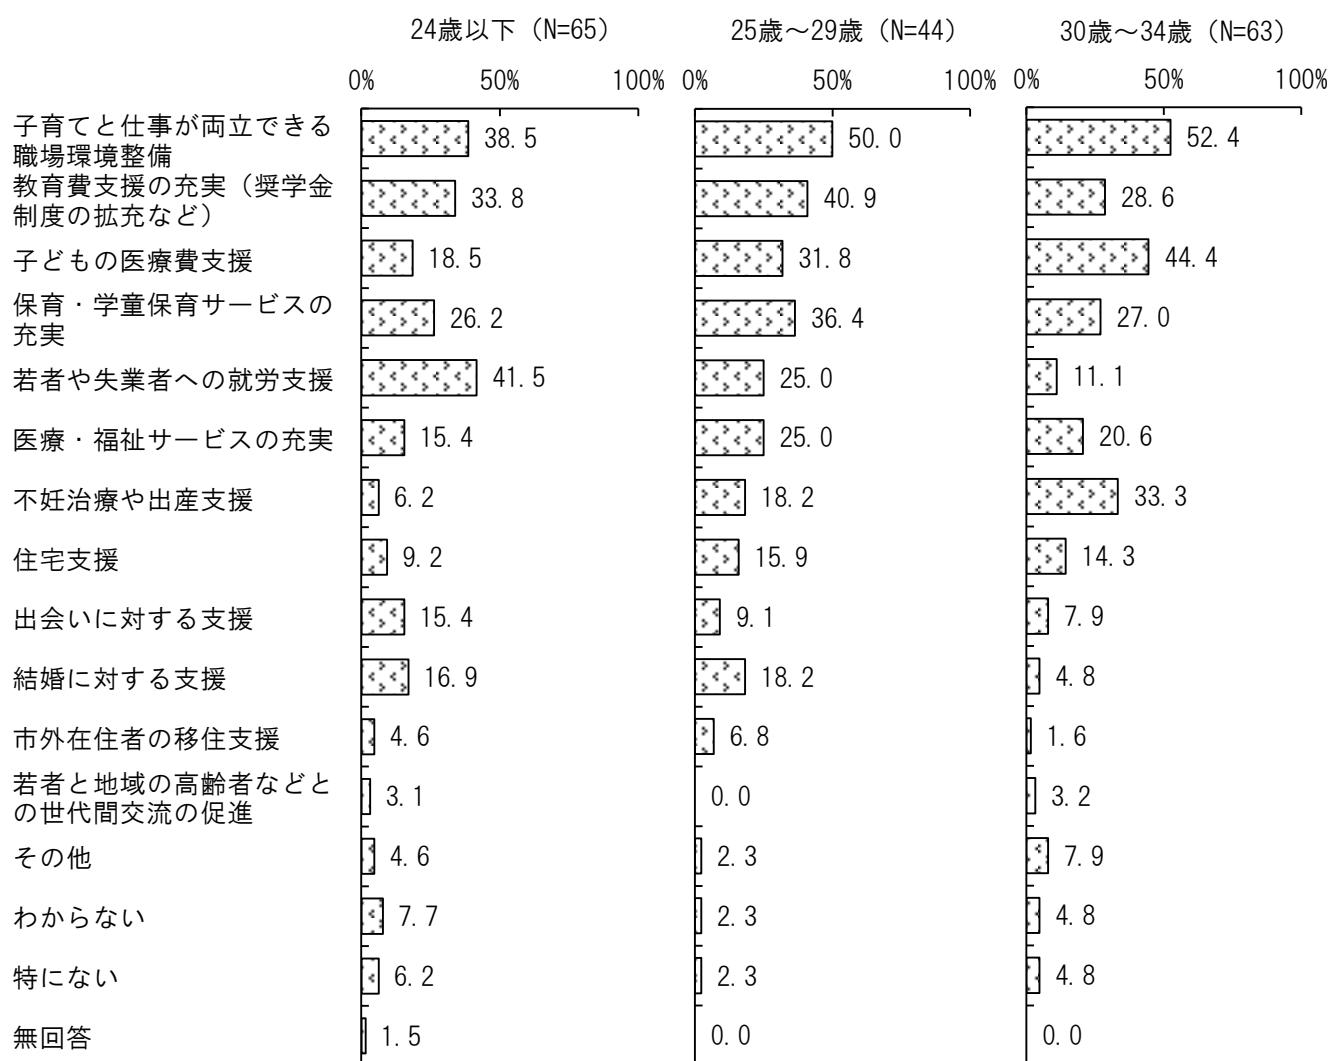 24歳以下（N=65） 25歳～29歳（N=44） 30歳～34歳（N=63）
0% 50% 100% 0% 50% 100% 0% 50% 100%
子育てと仕事が両立できる
職場環境整備
38.5 50.0 52.4
教育費支援の充実（奨学金
制度の拡充など）
33.8 40.9 28.6
子どもの医療費支援 18.5 31.8 44.4
保育・学童保育サービスの
充実
26.2 36.4 27.0
若者や失業者への就労支援 41.5 25.0 11.1
医療・福祉サービスの充実 15.4 25.0 20.6
不妊治療や出産支援 6.2 18.2 33.3
住宅支援 9.2 15.9 14.3
出会いに対する支援 15.4 9.1 7.9
結婚に対する支援 16.9 18.2 4.8
市外在住者の移住支援 4.6 6.8 1.6
若者と地域の高齢者などと
の世代間交流の促進
3.1 0.0 3.2
その他 4.6 2.3 7.9
わからない 7.7 2.3 4.8
特にない 6.2 2.3 4.8
無回答 1.5 0.0 0.0